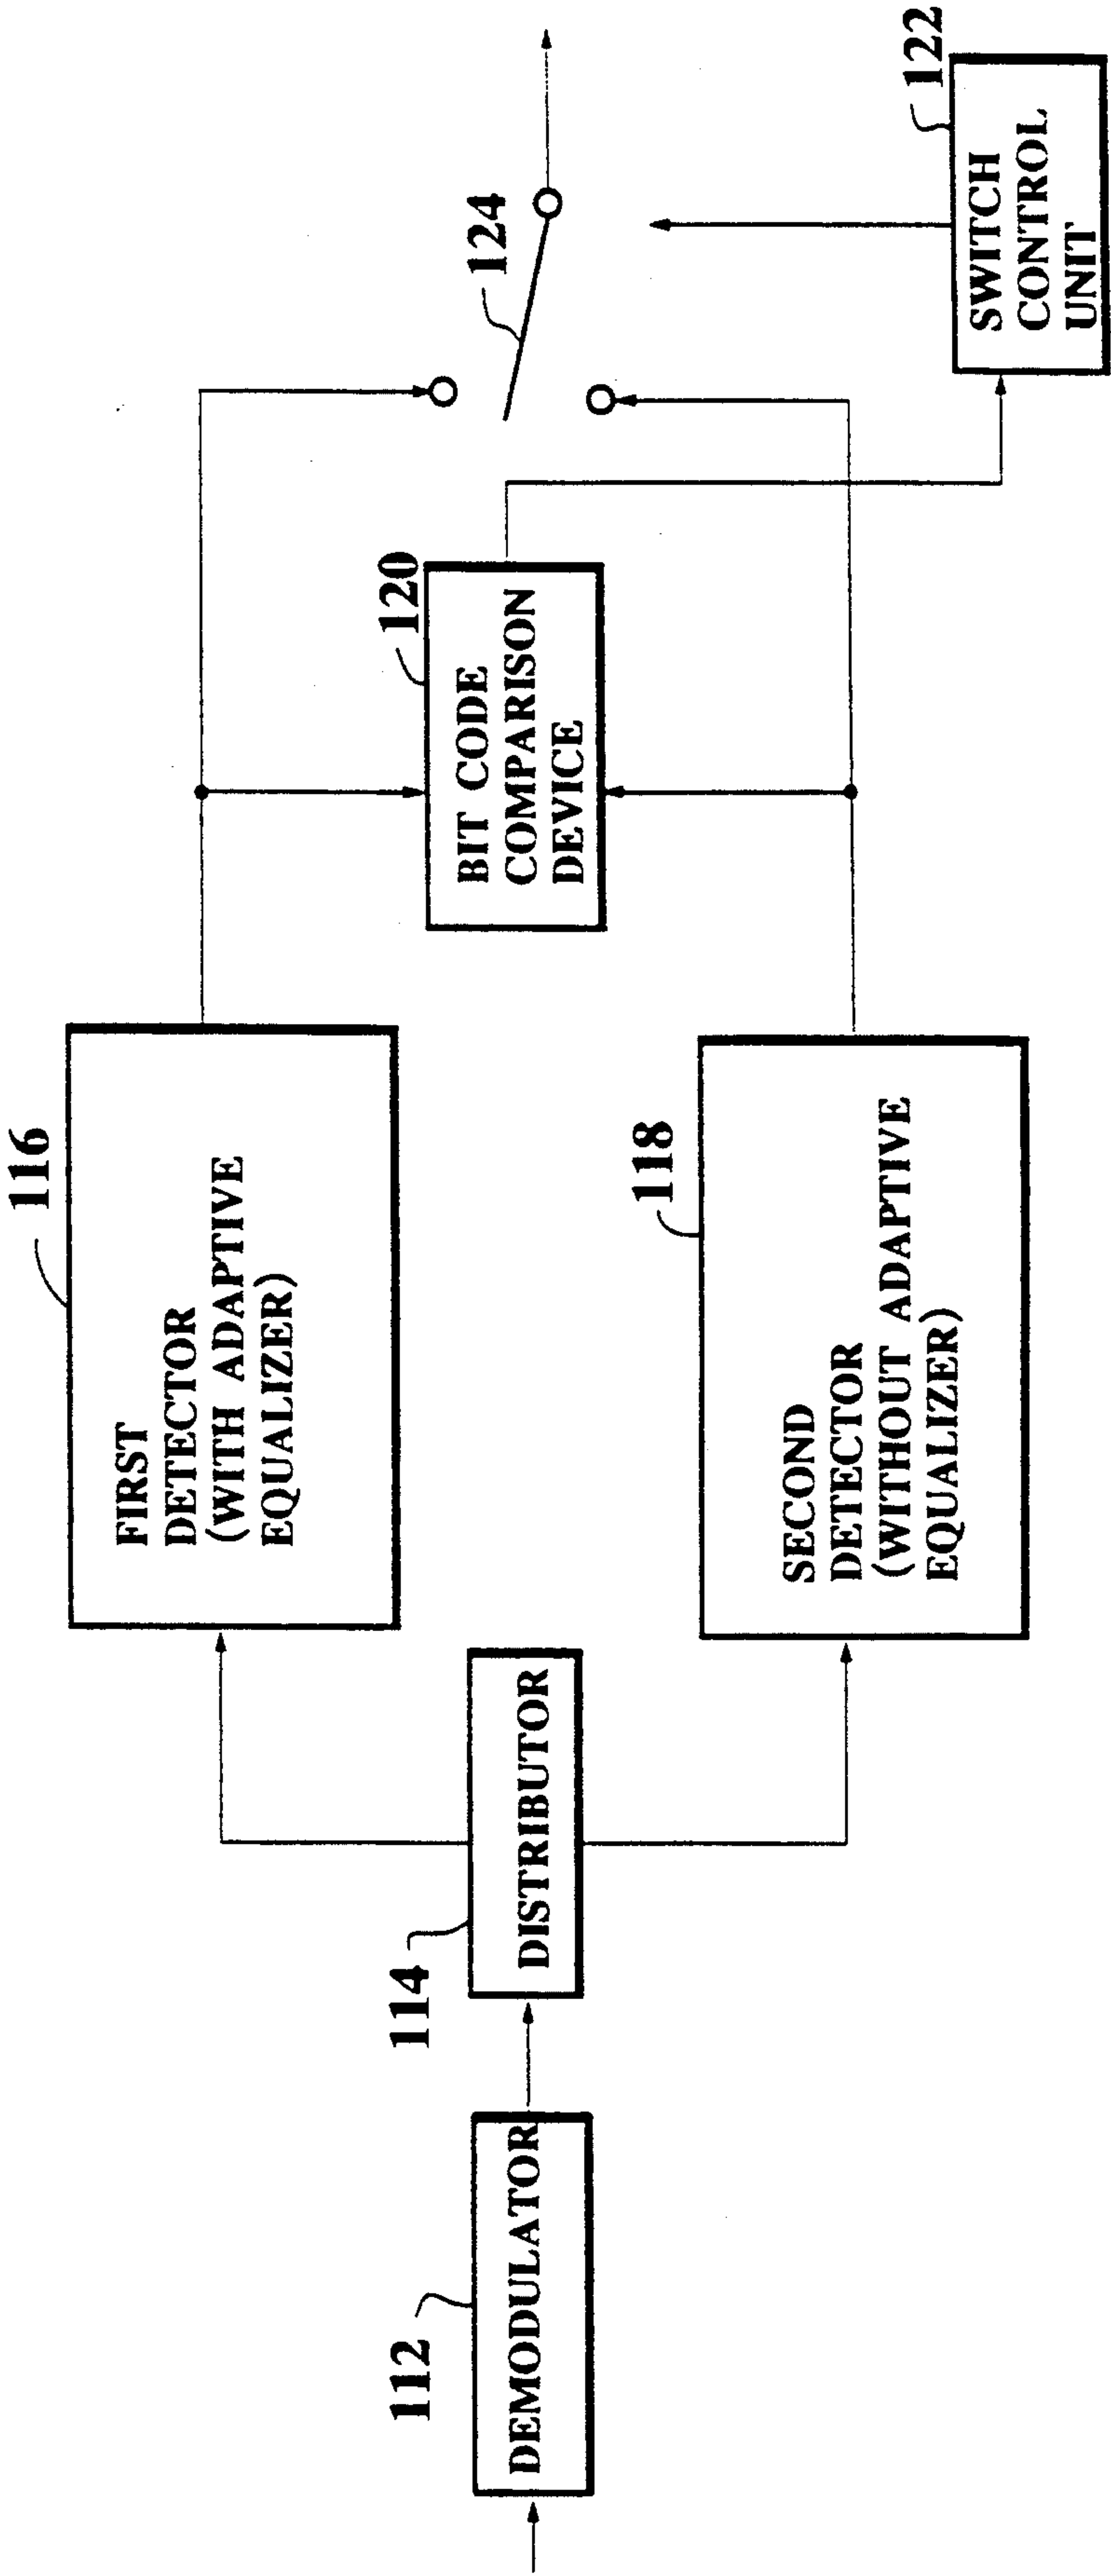 112
DEMODULATOR
114
DISTRIBUTOR
116
FIRST
DETECTOR
(WITH ADAPTIVE
EQUALIZER)
118
SECOND
DETECTOR
(WITHOUT ADAPTIVE
EQUALIZER)
120
BIT CODE
COMPARISON
DEVICE
124
122
SWITCH
CONTROL
UNIT